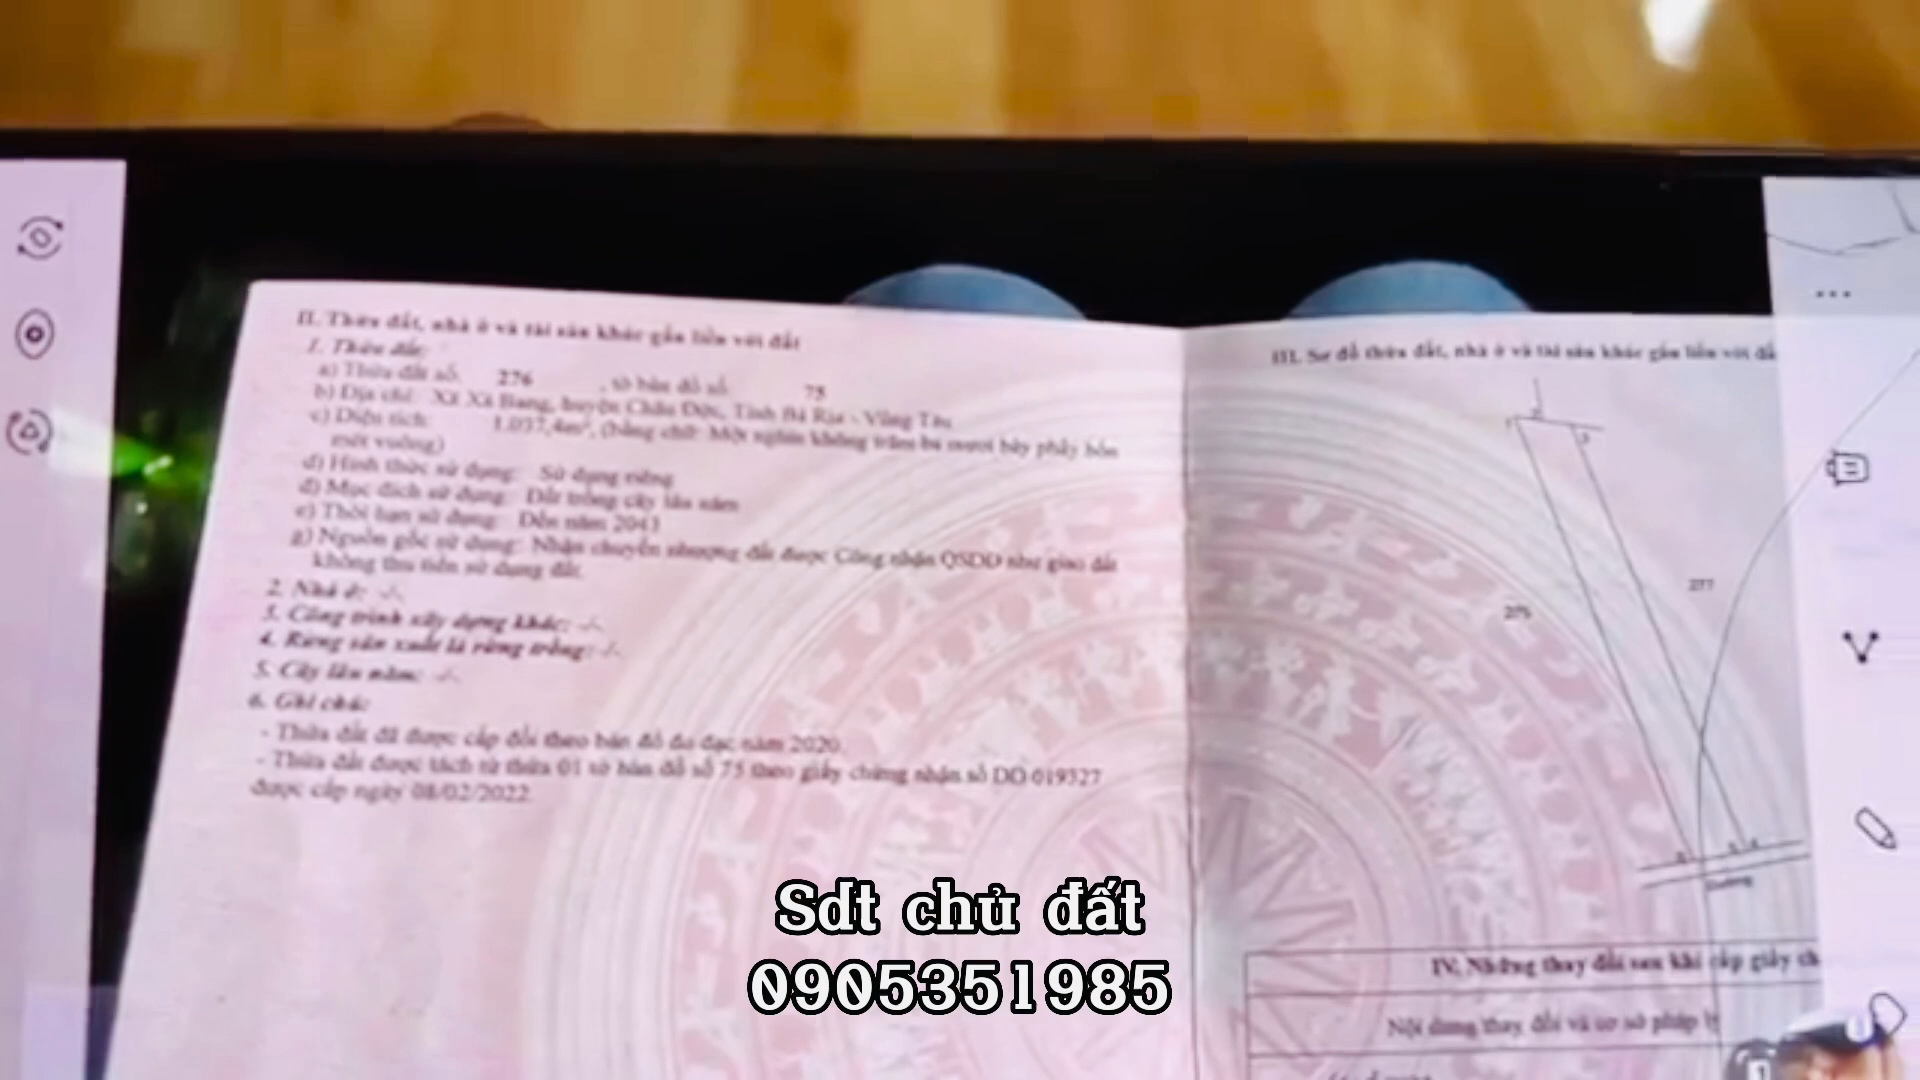 II. Thửa đất, nhà ở và tài sản khác gắn liền với đất
1. Thửa đất:
a) Thửa đất số: 276 , tờ bản đồ số: 75
b) Địa chỉ: Xã Xà Bang, huyện Châu Đức, Tỉnh Bà Rịa - Vũng Tàu
c) Diện tích: 1.037,4m², (bằng chữ: Một nghìn không trăm ba mươi bảy phẩy bốn
mét vuông)
d) Hình thức sử dụng: Sử dụng riêng
đ) Mục đích sử dụng: Đất trồng cây lâu năm
e) Thời hạn sử dụng: Đến năm 2043
g) Nguồn gốc sử dụng: Nhận chuyển nhượng đất được Công nhận QSDĐ như giao đất
không thu tiền sử dụng đất.
2. Nhà ở: -/-
3. Công trình xây dựng khác: -/-
4. Rừng sản xuất là rừng trồng: -/-
5. Cây lâu năm: -/-
6. Ghi chú:
- Thửa đất đã được cấp đổi theo bản đồ đo đạc năm 2020.
- Thửa đất được tách từ thửa 01 tờ bản đồ số 75 theo giấy chứng nhận số DO 019327
được cấp ngày 08/02/2022.
III. Sơ đồ thửa đất, nhà ở và tài sản khác gắn liền với đấ
1 2 3
277
275
Đường
IV. Những thay đổi sau khi cấp giấy ch
Nội dung thay đổi và cơ sở pháp lý
Sdt chủ đất
0905351985